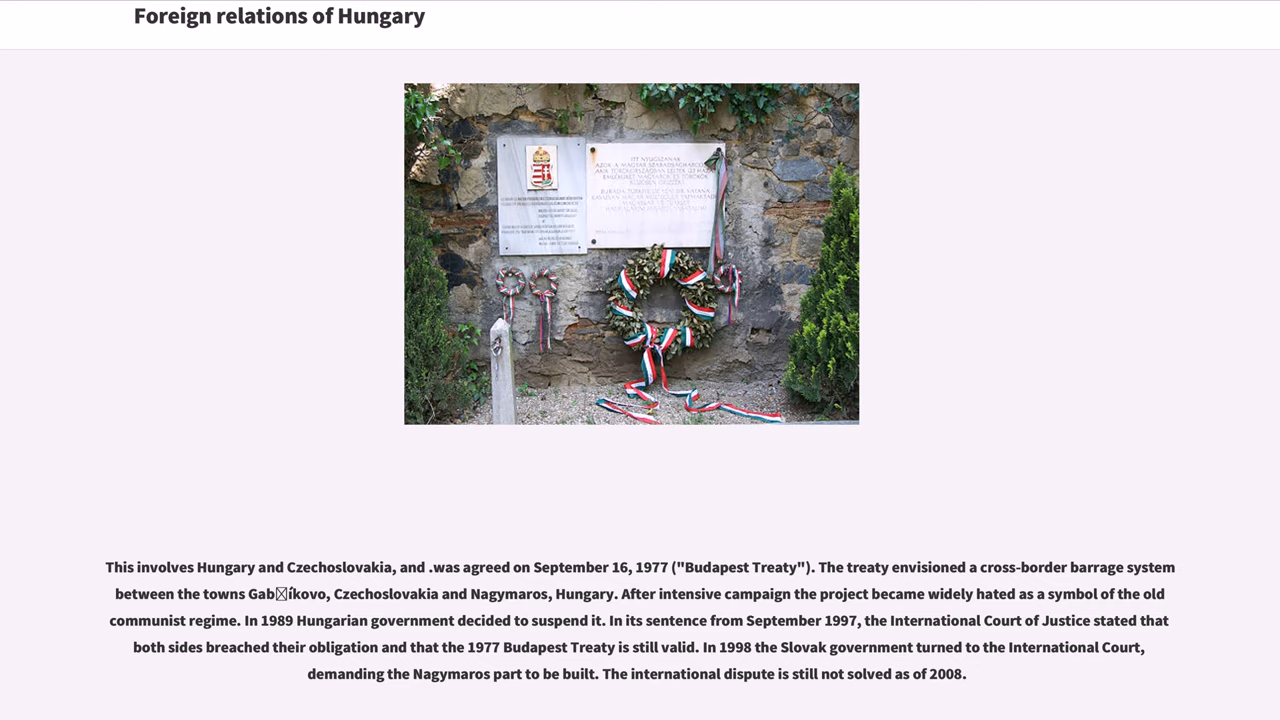 Foreign relations of Hungary
ITT NYUGSZANAK
This involves Hungary and Czechoslovakia, and .was agreed on September 16, 1977 ("Budapest Treaty"). The treaty envisioned a cross-border barrage system
between the towns Gab□íkovo, Czechoslovakia and Nagymaros, Hungary. After intensive campaign the project became widely hated as a symbol of the old
communist regime. In 1989 Hungarian government decided to suspend it. In its sentence from September 1997, the International Court of Justice stated that
both sides breached their obligation and that the 1977 Budapest Treaty is still valid. In 1998 the Slovak government turned to the International Court,
demanding the Nagymaros part to be built. The international dispute is still not solved as of 2008.